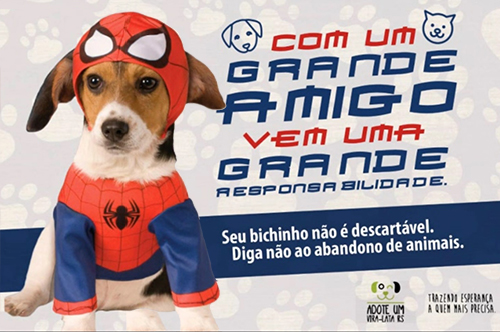 COM UM
GRANDE
AMIGO
VEM UMA
GRANDE
RESPONSABILIDADE.
Seu bichinho não é descartável.
Diga não ao abandono de animais.
ADOTE UM
VIRA-LATA RS
TRAZENDO ESPERANÇA
A QUEM MAIS PRECISA.